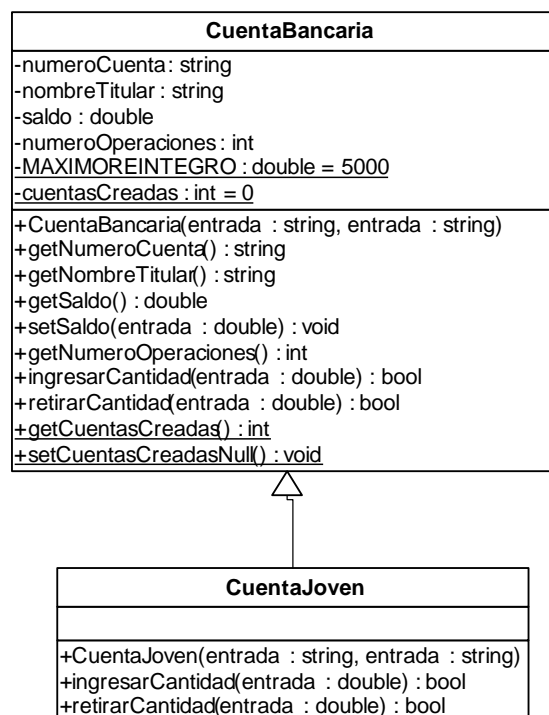 CuentaBancaria
-numeroCuenta: string
-nombreTitular: string
-saldo : double
-numeroOperaciones : int
-MAXIMOREINTEGRO : double = 5000
-cuentasCreadas : int = 0
+CuentaBancaria(entrada : string, entrada : string)
+getNumeroCuenta() : string
+getNombreTitular() : string
+getSaldo() : double
+setSaldo(entrada : double) : void
+getNumeroOperaciones() : int
+ingresarCantidad(entrada : double) : bool
+retirarCantidad(entrada : double) : bool
+getCuentasCreadas() : int
+setCuentasCreadasNull() : void
CuentaJoven
+CuentaJoven(entrada : string, entrada : string)
+ingresarCantidad(entrada : double) : bool
+retirarCantidad(entrada : double) : bool